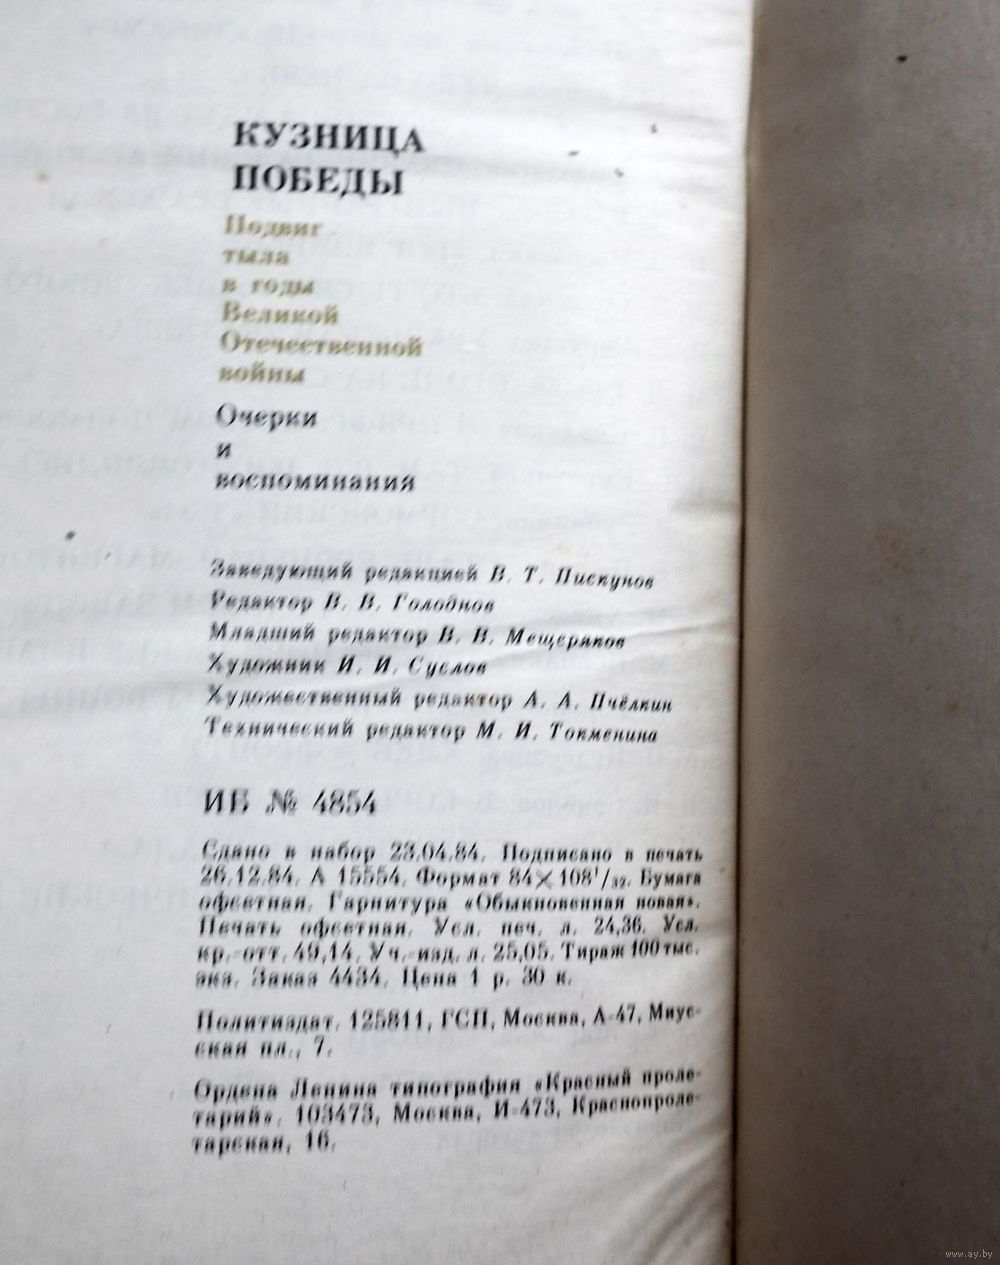 КУЗНИЦА
ПОБЕДЫ
Подвиг
тыла
в годы
Великой
Отечественной
войны
Очерки
и
воспоминания
Заведующий редакцией В. Т. Пискунов
Редактор В. В. Голоднов
Младший редактор В. В. Мещеряков
Художник И. И. Суслов
Художественный редактор А. А. Пчёлкин
Технический редактор М. И. Токменина
ИБ № 4854
Сдано в набор 23.04.84. Подписано в печать
26.12.84. А 15554. Формат 84×108¹/₃₂. Бумага
офсетная. Гарнитура «Обыкновенная новая».
Печать офсетная. Усл. печ. л. 24,36. Усл.
кр.-отт. 49,14. Уч.-изд. л. 25,05. Тираж 100 тыс.
экз. Заказ 4434. Цена 1 р. 30 к.
Политиздат. 125811, ГСП, Москва, А-47, Миус-
ская пл., 7.
Ордена Ленина типография «Красный проле-
тарий». 103473, Москва, И-473, Краснопроле-
тарская, 16.
www.ay.by